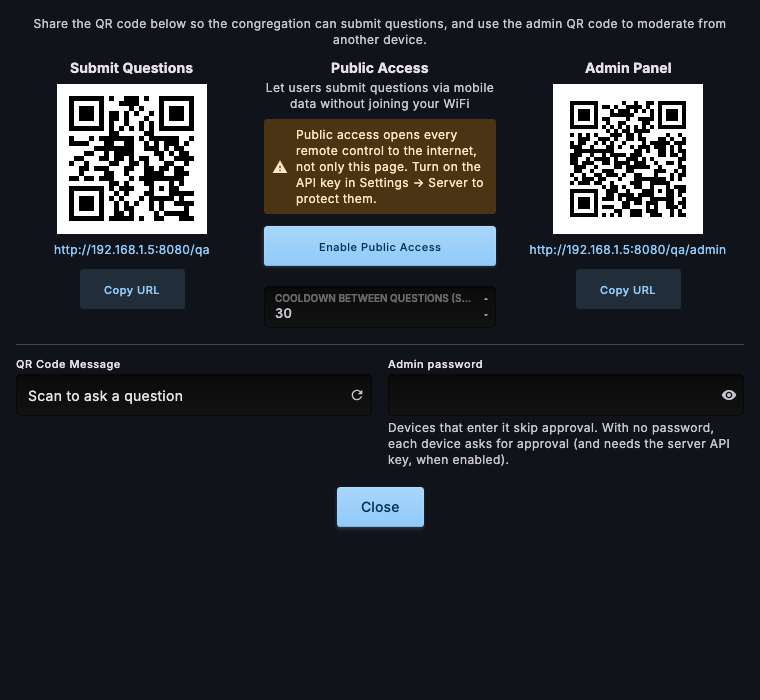 Share the QR code below so the congregation can submit questions, and use the admin QR code to moderate from
another device.
Submit Questions
http://192.168.1.5:8080/qa
Copy URL
Public Access
Let users submit questions via mobile
data without joining your WiFi
Public access opens every
remote control to the internet,
not only this page. Turn on the
API key in Settings → Server to
protect them.
Enable Public Access
COOLDOWN BETWEEN QUESTIONS (S...
30
Admin Panel
http://192.168.1.5:8080/qa/admin
Copy URL
QR Code Message
Scan to ask a question
Admin password
Devices that enter it skip approval. With no password,
each device asks for approval (and needs the server API
key, when enabled).
Close